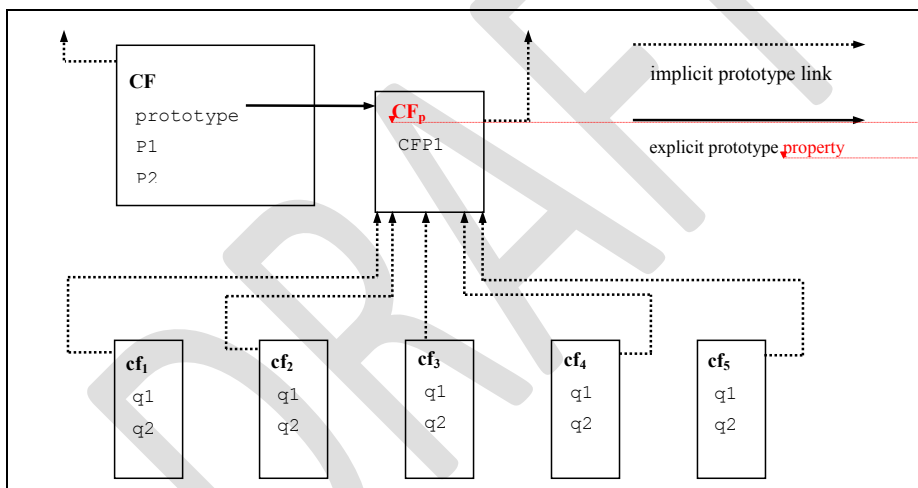 CF
prototype
P1
P2
CFp
CFP1
implicit prototype link
explicit prototype property
cf1
q1
q2
cf2
q1
q2
cf3
q1
q2
cf4
q1
q2
cf5
q1
q2
DRAFT